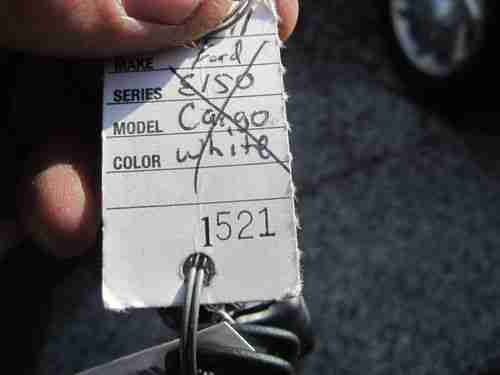 MAKE Ford
SERIES E150
MODEL Cargo
COLOR white
1521